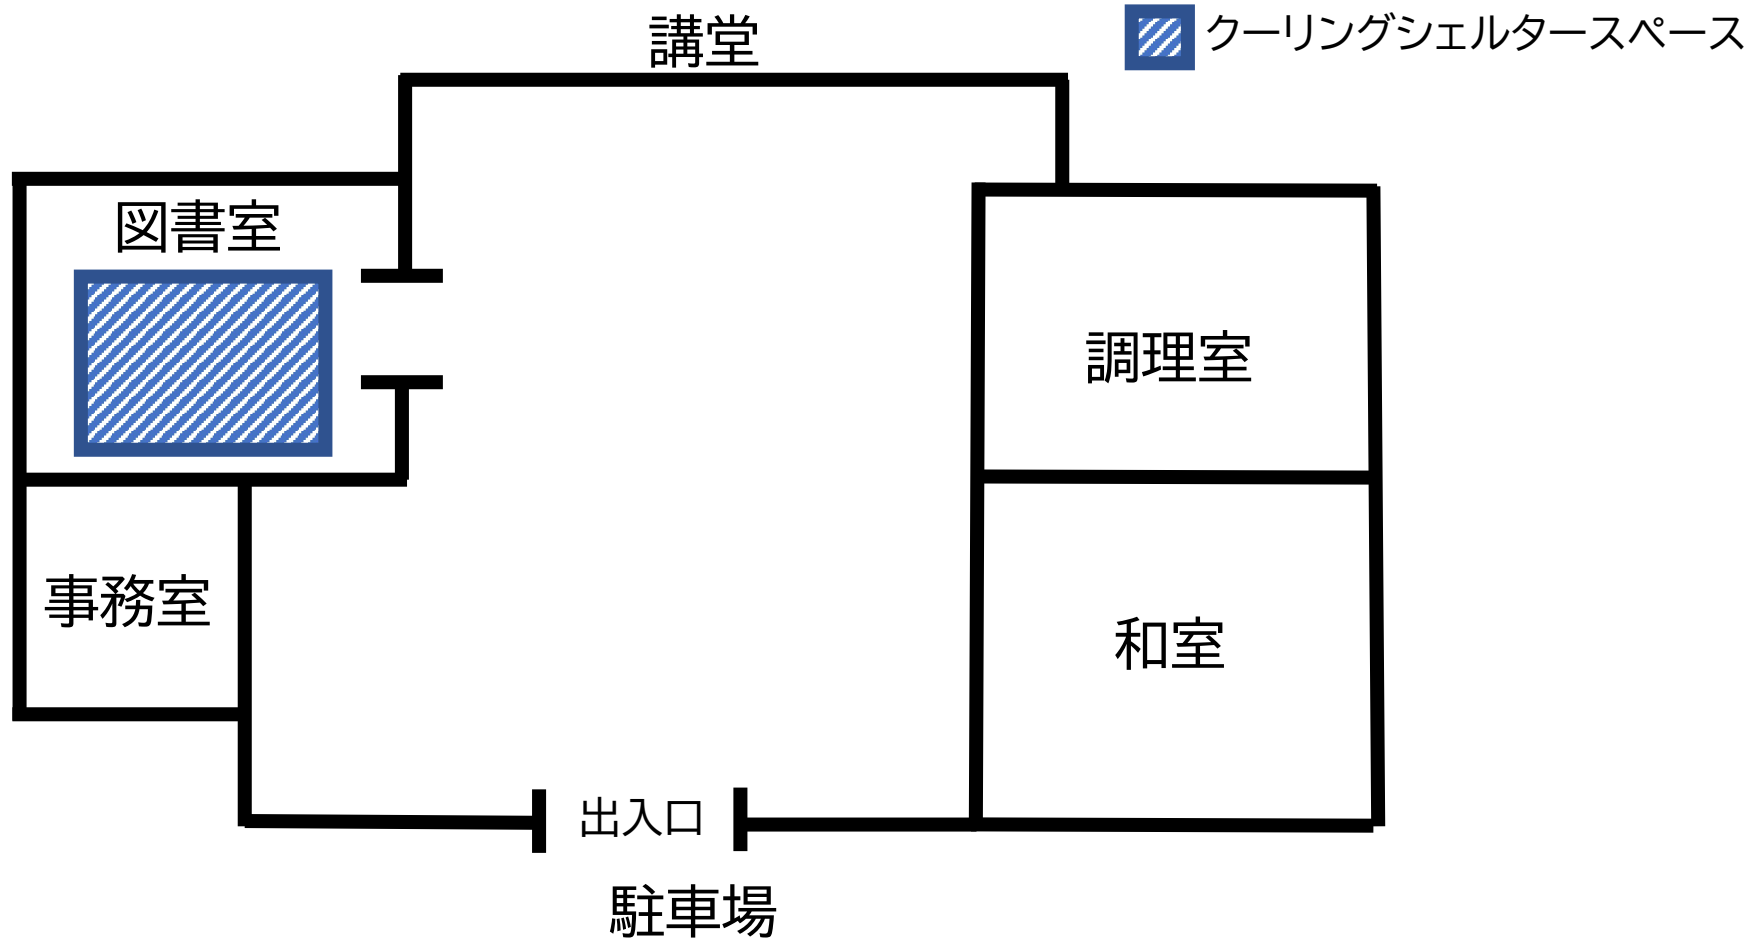 講堂
クーリングシェルタースペース
図書室
調理室
事務室
和室
出入口
駐車場